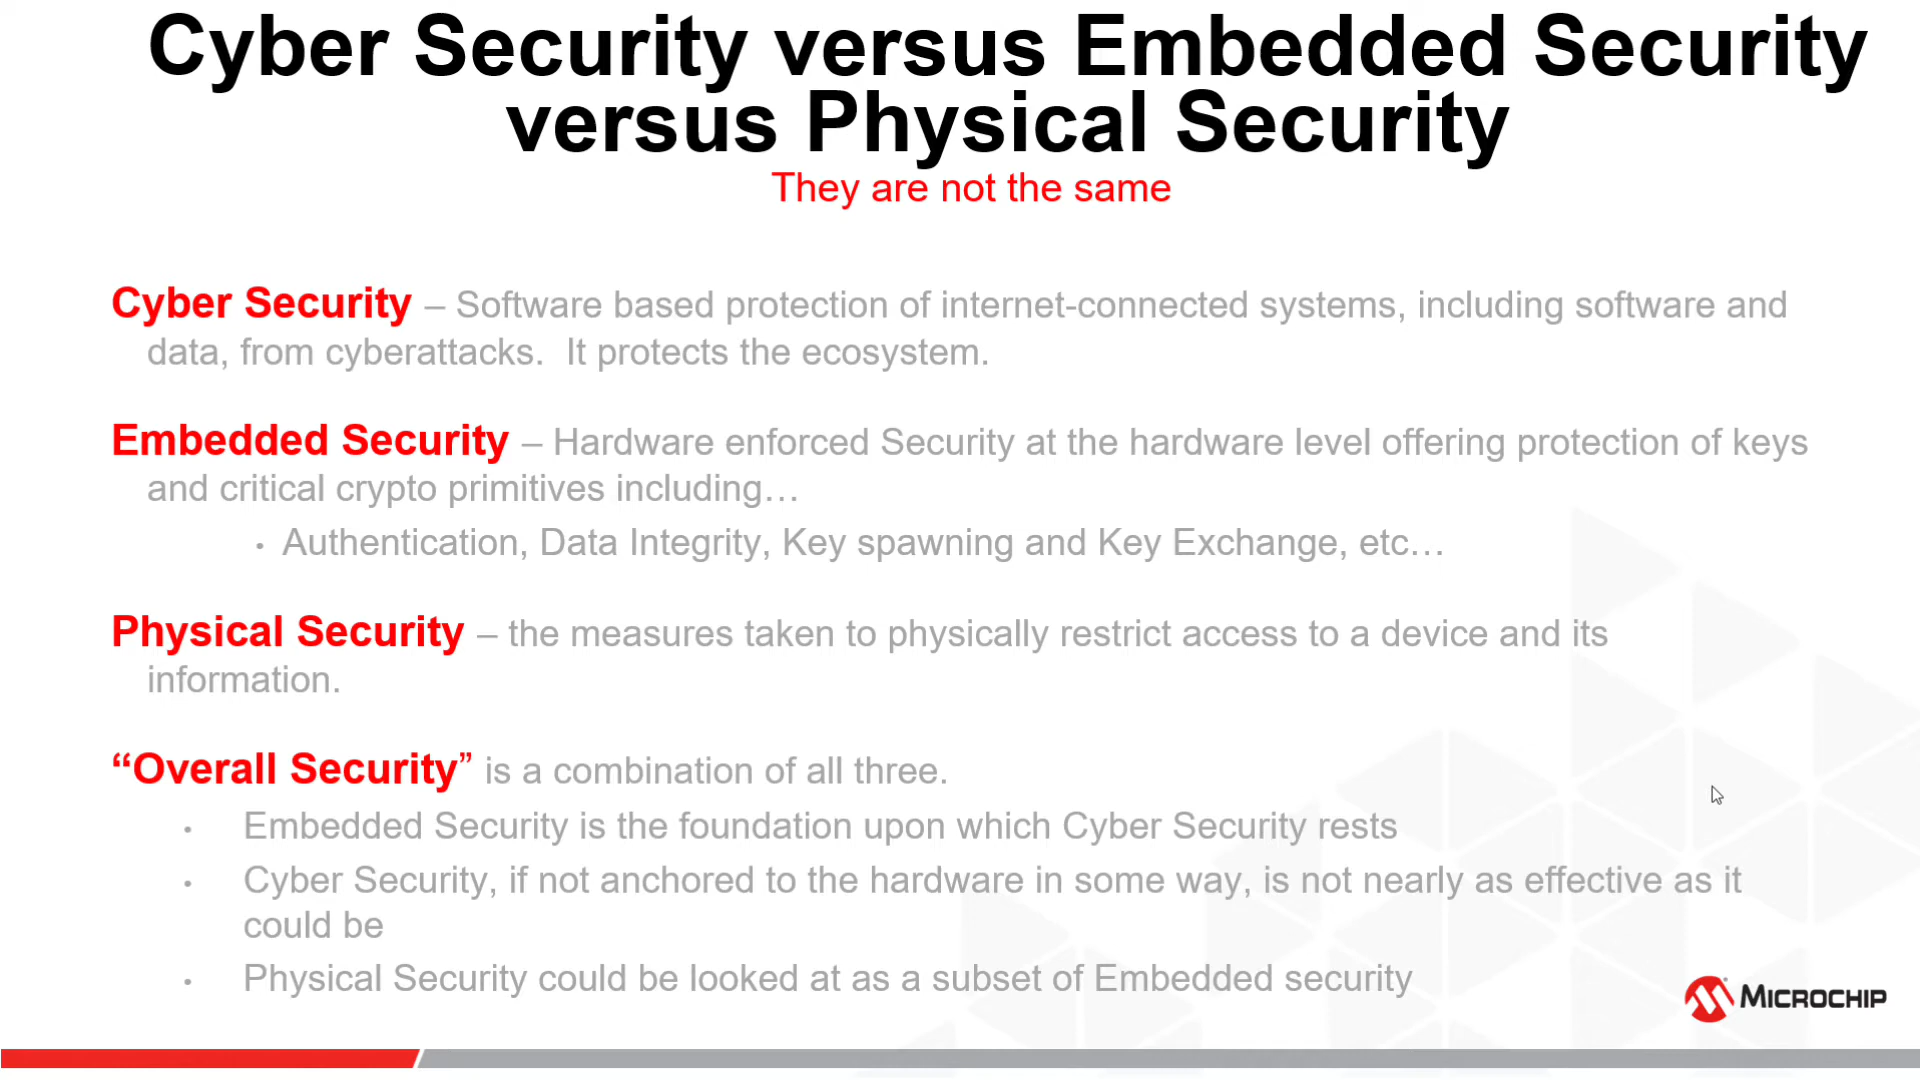 Cyber Security versus Embedded Security
versus Physical Security
They are not the same
Cyber Security – Software based protection of internet-connected systems, including software and
data, from cyberattacks.  It protects the ecosystem.
Embedded Security – Hardware enforced Security at the hardware level offering protection of keys
and critical crypto primitives including…
• Authentication, Data Integrity, Key spawning and Key Exchange, etc…
Physical Security – the measures taken to physically restrict access to a device and its
information.
“Overall Security” is a combination of all three.
• Embedded Security is the foundation upon which Cyber Security rests
• Cyber Security, if not anchored to the hardware in some way, is not nearly as effective as it
could be
• Physical Security could be looked at as a subset of Embedded security
MICROCHIP